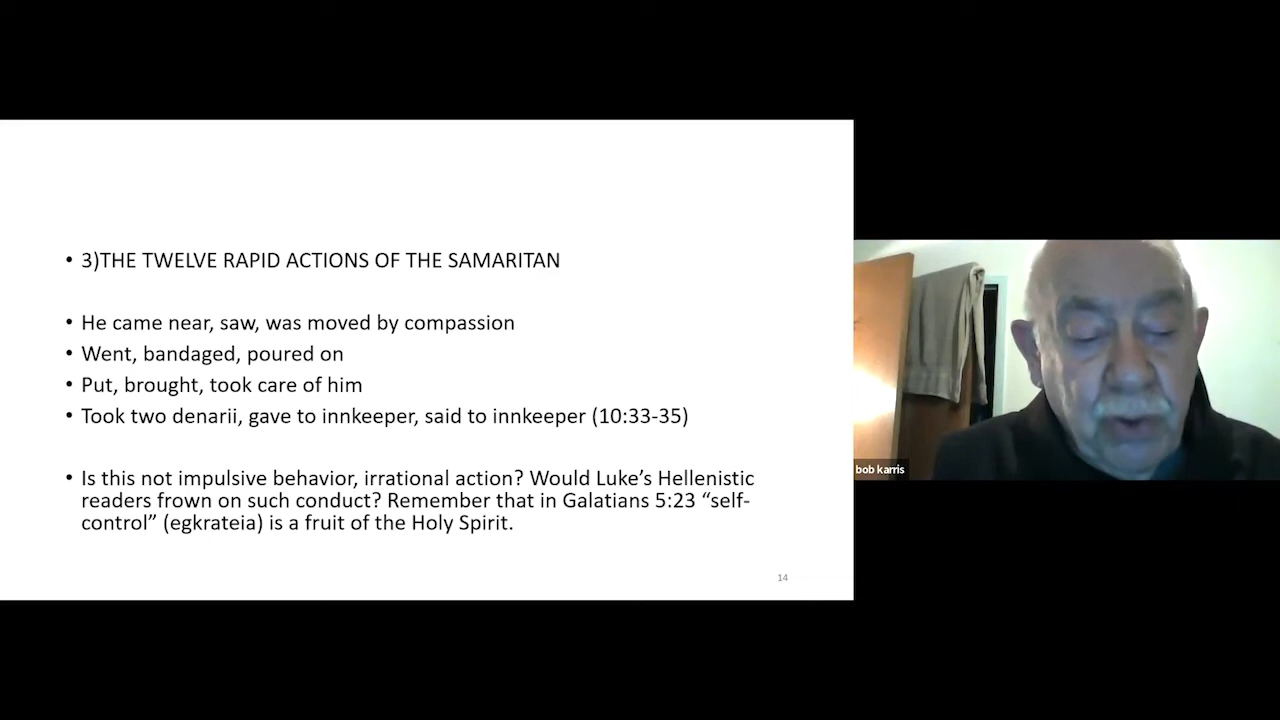 • 3)THE TWELVE RAPID ACTIONS OF THE SAMARITAN
• He came near, saw, was moved by compassion
• Went, bandaged, poured on
• Put, brought, took care of him
• Took two denarii, gave to innkeeper, said to innkeeper (10:33-35)
• Is this not impulsive behavior, irrational action? Would Luke’s Hellenistic
readers frown on such conduct? Remember that in Galatians 5:23 “self-
control” (egkrateia) is a fruit of the Holy Spirit.
14
bob karris